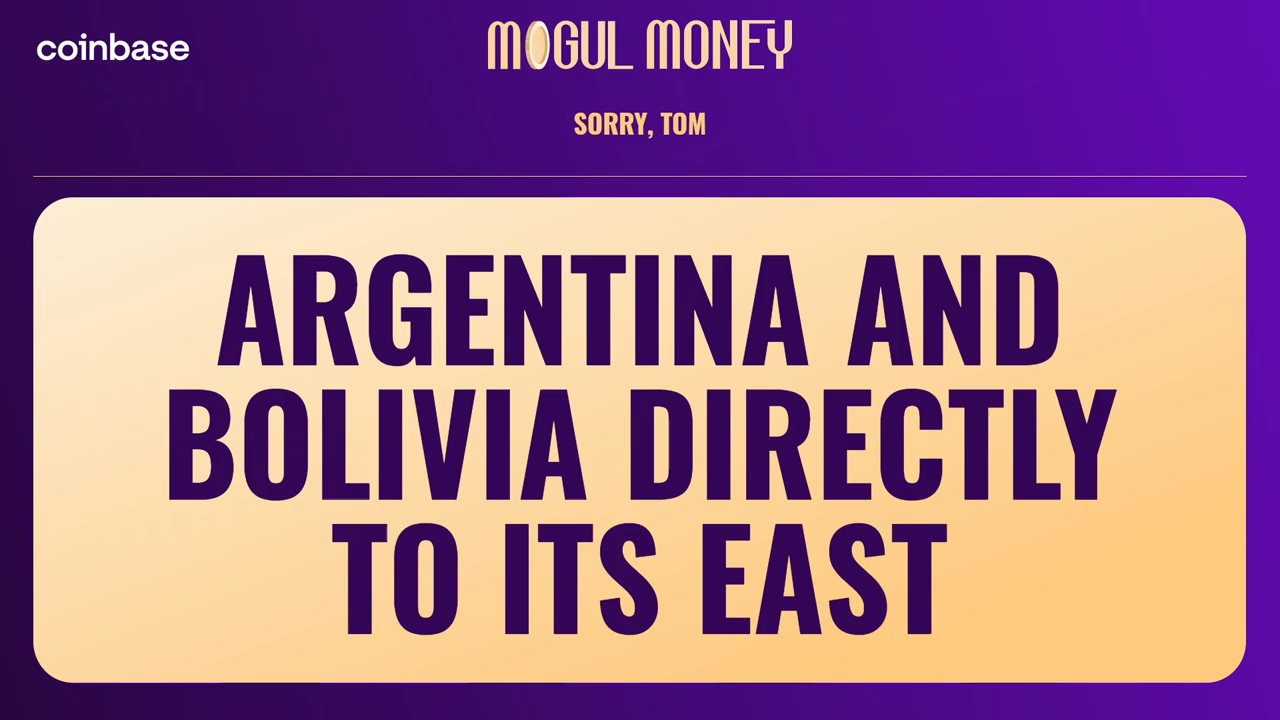 coinbase
MOGUL MONEY
SORRY, TOM
ARGENTINA AND
BOLIVIA DIRECTLY
TO ITS EAST